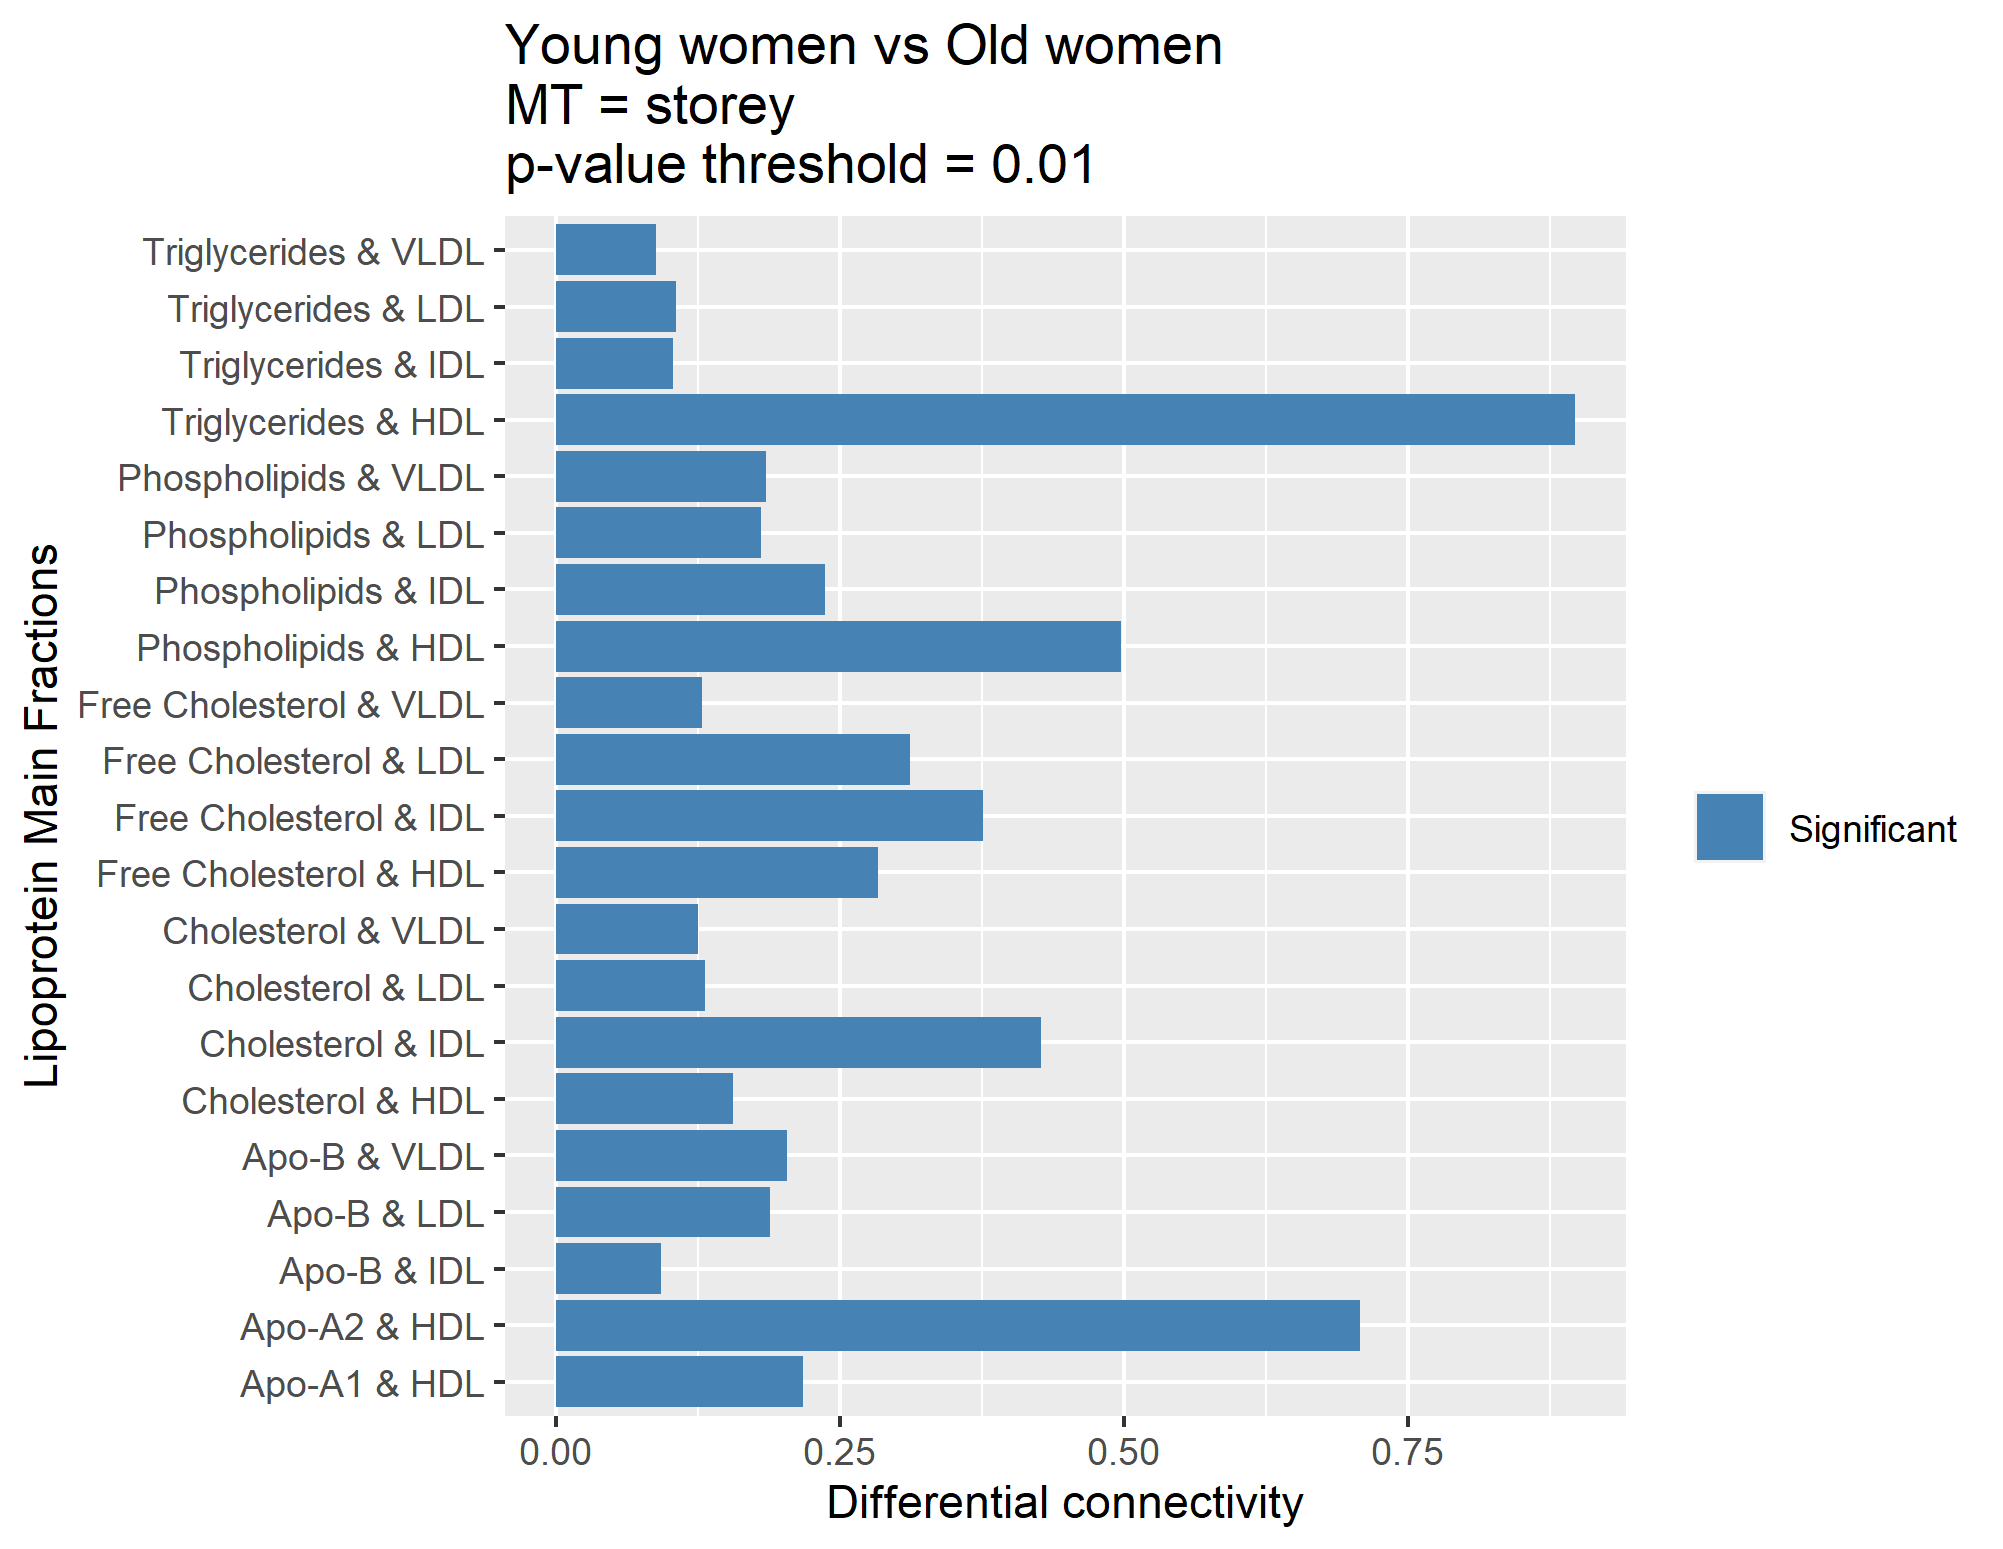 Young women vs Old women
MT = storey
p-value threshold = 0.01
Lipoprotein Main Fractions
Triglycerides & VLDL
Triglycerides & LDL
Triglycerides & IDL
Triglycerides & HDL
Phospholipids & VLDL
Phospholipids & LDL
Phospholipids & IDL
Phospholipids & HDL
Free Cholesterol & VLDL
Free Cholesterol & LDL
Free Cholesterol & IDL
Free Cholesterol & HDL
Cholesterol & VLDL
Cholesterol & LDL
Cholesterol & IDL
Cholesterol & HDL
Apo-B & VLDL
Apo-B & LDL
Apo-B & IDL
Apo-A2 & HDL
Apo-A1 & HDL
0.00 0.25 0.50 0.75
Differential connectivity
Significant